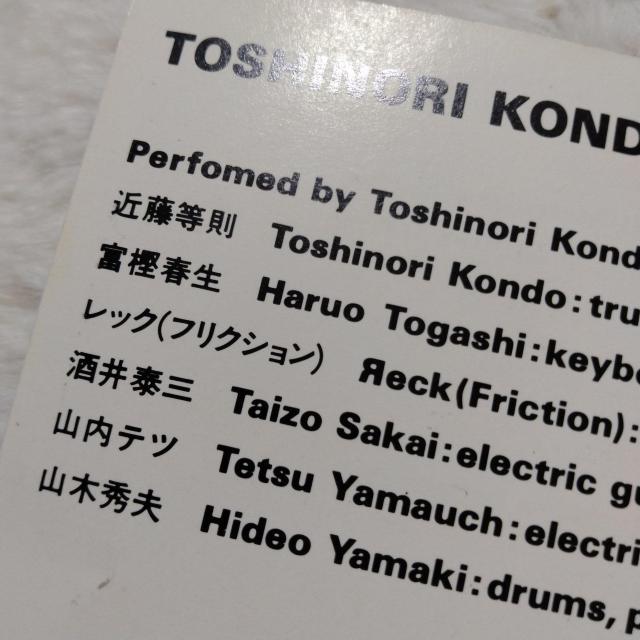 TOSHINORI KOND
Perfomed by Toshinori Kond
近藤等則 Toshinori Kondo: tru
富樫春生 Haruo Togashi: keybo
レック(フリクション) Яeck(Friction):
酒井泰三 Taizo Sakai: electric gu
山内テツ Tetsu Yamauch: electri
山木秀夫 Hideo Yamaki: drums, p